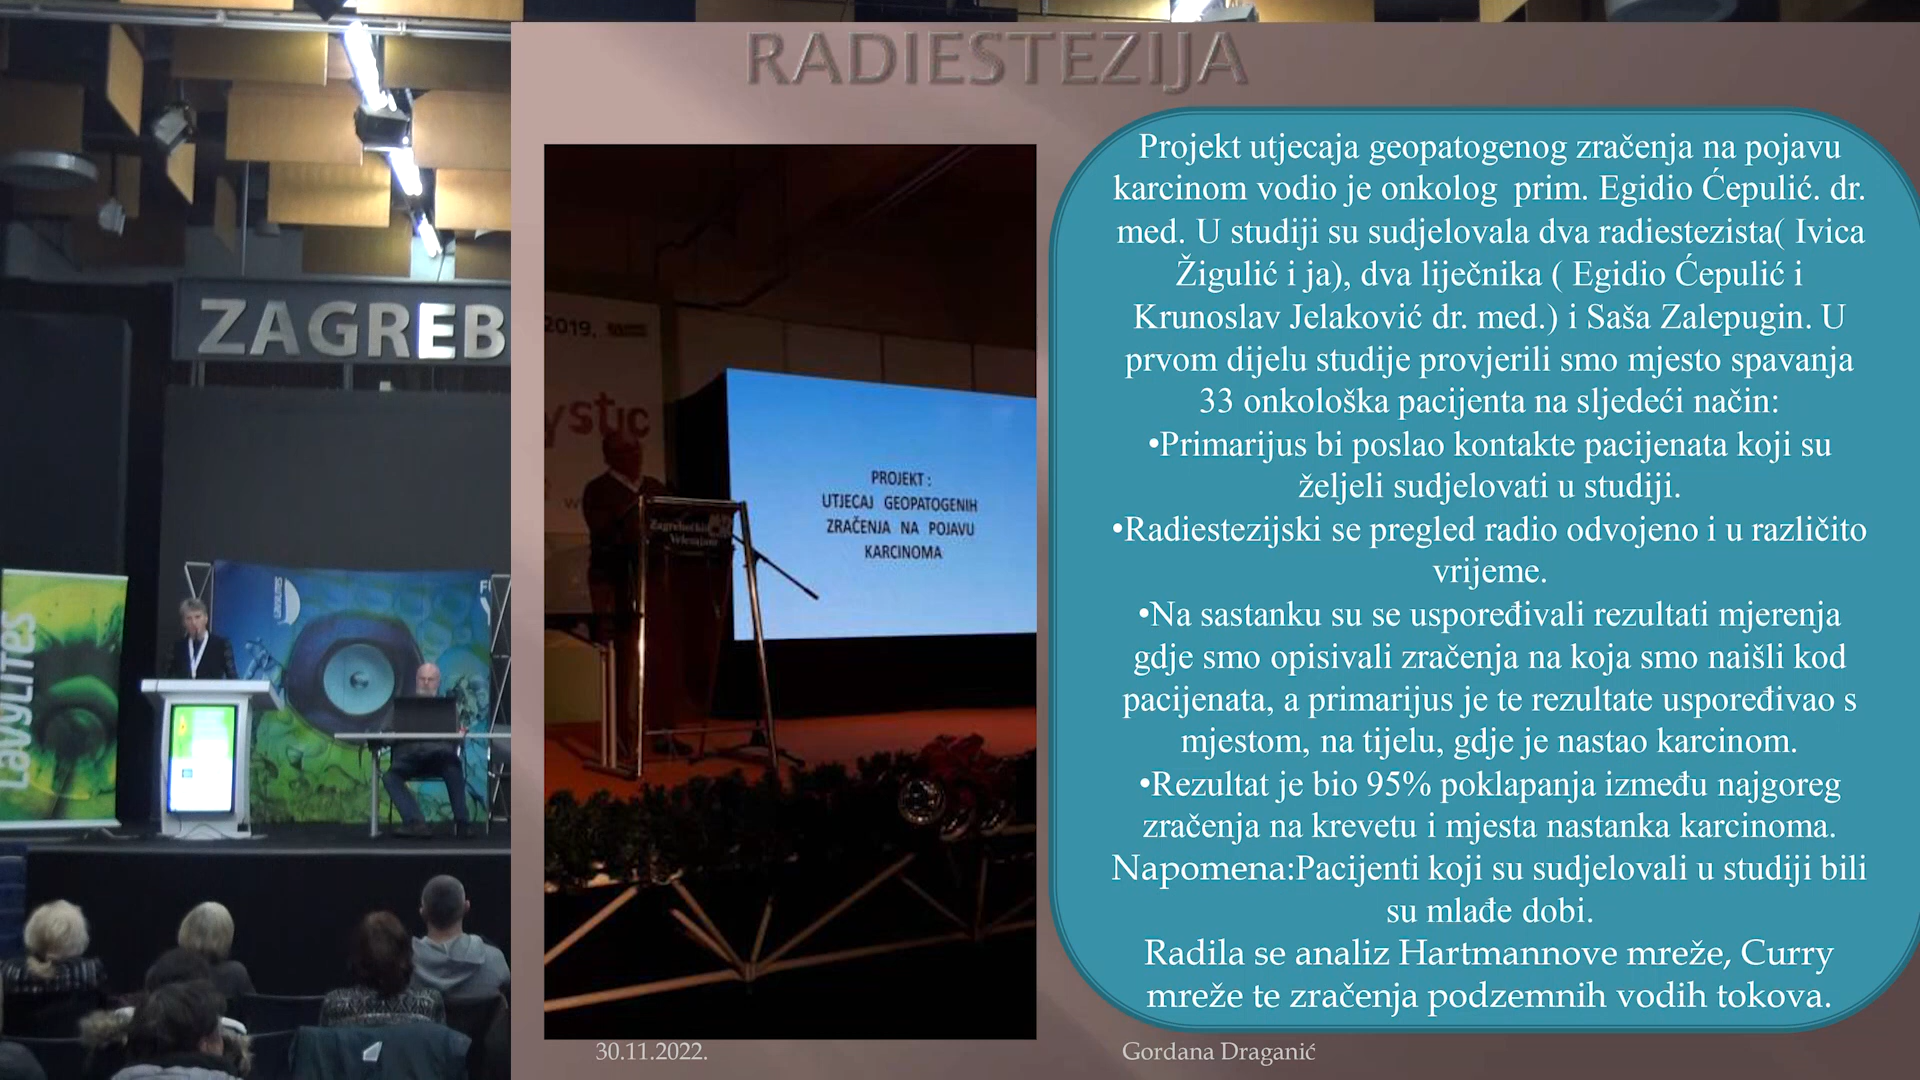 RADIESTEZIJA
ZAGREB
Lavylites
LAVYLITES
2019.
ystic
Zagrebački
Velesajam
PROJEKT :
UTJECAJ GEOPATOGENIH
ZRAČENJA NA POJAVU
KARCINOMA
Projekt utjecaja geopatogenog zračenja na pojavu
karcinom vodio je onkolog prim. Egidio Ćepulić. dr.
med. U studiji su sudjelovala dva radiestezista( Ivica
Žigulić i ja), dva liječnika ( Egidio Ćepulić i
Krunoslav Jelaković dr. med.) i Saša Zalepugin. U
prvom dijelu studije provjerili smo mjesto spavanja
33 onkološka pacijenta na sljedeći način:
•Primarijus bi poslao kontakte pacijenata koji su
željeli sudjelovati u studiji.
•Radiestezijski se pregled radio odvojeno i u različito
vrijeme.
•Na sastanku su se uspoređivali rezultati mjerenja
gdje smo opisivali zračenja na koja smo naišli kod
pacijenata, a primarijus je te rezultate uspoređivao s
mjestom, na tijelu, gdje je nastao karcinom.
•Rezultat je bio 95% poklapanja između najgoreg
zračenja na krevetu i mjesta nastanka karcinoma.
Napomena:Pacijenti koji su sudjelovali u studiji bili
su mlađe dobi.
Radila se analiz Hartmannove mreže, Curry
mreže te zračenja podzemnih vodih tokova.
30.11.2022.
Gordana Draganić